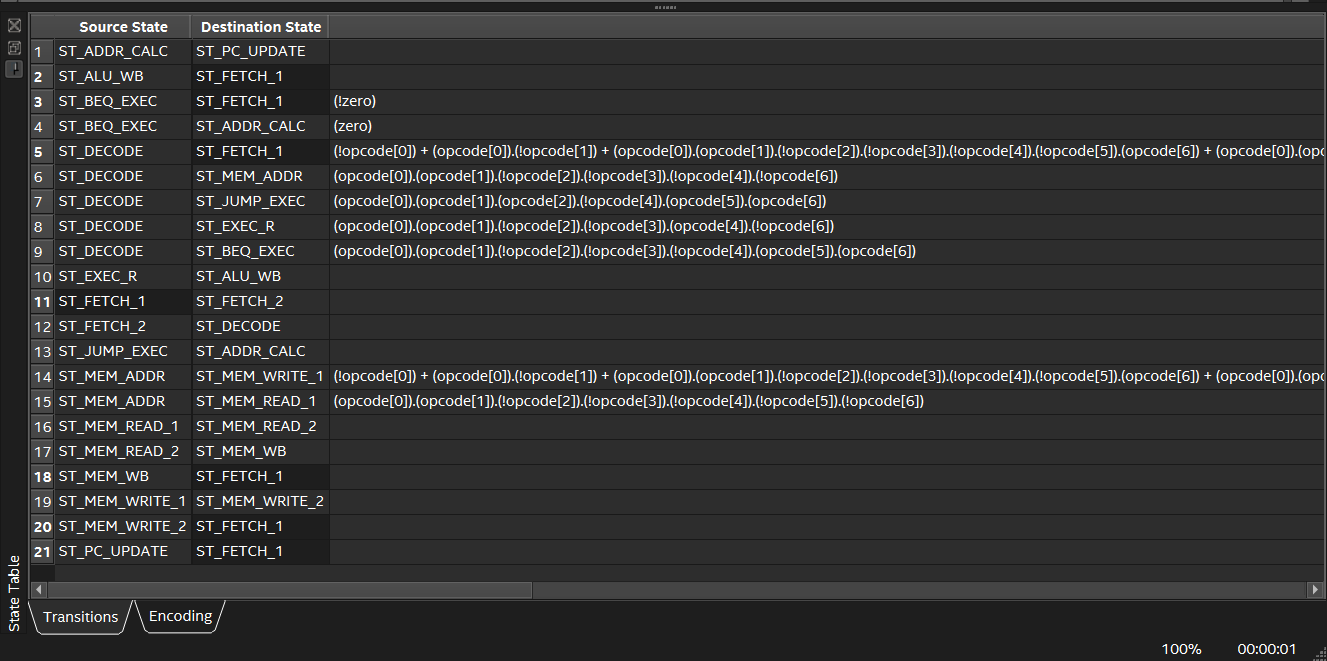 Source State Destination State
1 ST_ADDR_CALC ST_PC_UPDATE
2 ST_ALU_WB ST_FETCH_1
3 ST_BEQ_EXEC ST_FETCH_1 (!zero)
4 ST_BEQ_EXEC ST_ADDR_CALC (zero)
5 ST_DECODE ST_FETCH_1 (!opcode[0]) + (opcode[0]).(!opcode[1]) + (opcode[0]).(opcode[1]).(!opcode[2]).(!opcode[3]).(!opcode[4]).(!opcode[5]).(opcode[6]) + (opcode[0]).(opc
6 ST_DECODE ST_MEM_ADDR (opcode[0]).(opcode[1]).(!opcode[2]).(!opcode[3]).(!opcode[4]).(!opcode[6])
7 ST_DECODE ST_JUMP_EXEC (opcode[0]).(opcode[1]).(opcode[2]).(!opcode[4]).(opcode[5]).(opcode[6])
8 ST_DECODE ST_EXEC_R (opcode[0]).(opcode[1]).(!opcode[2]).(!opcode[3]).(opcode[4]).(!opcode[6])
9 ST_DECODE ST_BEQ_EXEC (opcode[0]).(opcode[1]).(!opcode[2]).(!opcode[3]).(!opcode[4]).(opcode[5]).(opcode[6])
10 ST_EXEC_R ST_ALU_WB
11 ST_FETCH_1 ST_FETCH_2
12 ST_FETCH_2 ST_DECODE
13 ST_JUMP_EXEC ST_ADDR_CALC
14 ST_MEM_ADDR ST_MEM_WRITE_1 (!opcode[0]) + (opcode[0]).(!opcode[1]) + (opcode[0]).(opcode[1]).(!opcode[2]).(!opcode[3]).(!opcode[4]).(!opcode[5]).(opcode[6]) + (opcode[0]).(opc
15 ST_MEM_ADDR ST_MEM_READ_1 (opcode[0]).(opcode[1]).(!opcode[2]).(!opcode[3]).(!opcode[4]).(!opcode[5]).(!opcode[6])
16 ST_MEM_READ_1 ST_MEM_READ_2
17 ST_MEM_READ_2 ST_MEM_WB
18 ST_MEM_WB ST_FETCH_1
19 ST_MEM_WRITE_1 ST_MEM_WRITE_2
20 ST_MEM_WRITE_2 ST_FETCH_1
21 ST_PC_UPDATE ST_FETCH_1
State Table
Transitions Encoding
100% 00:00:01